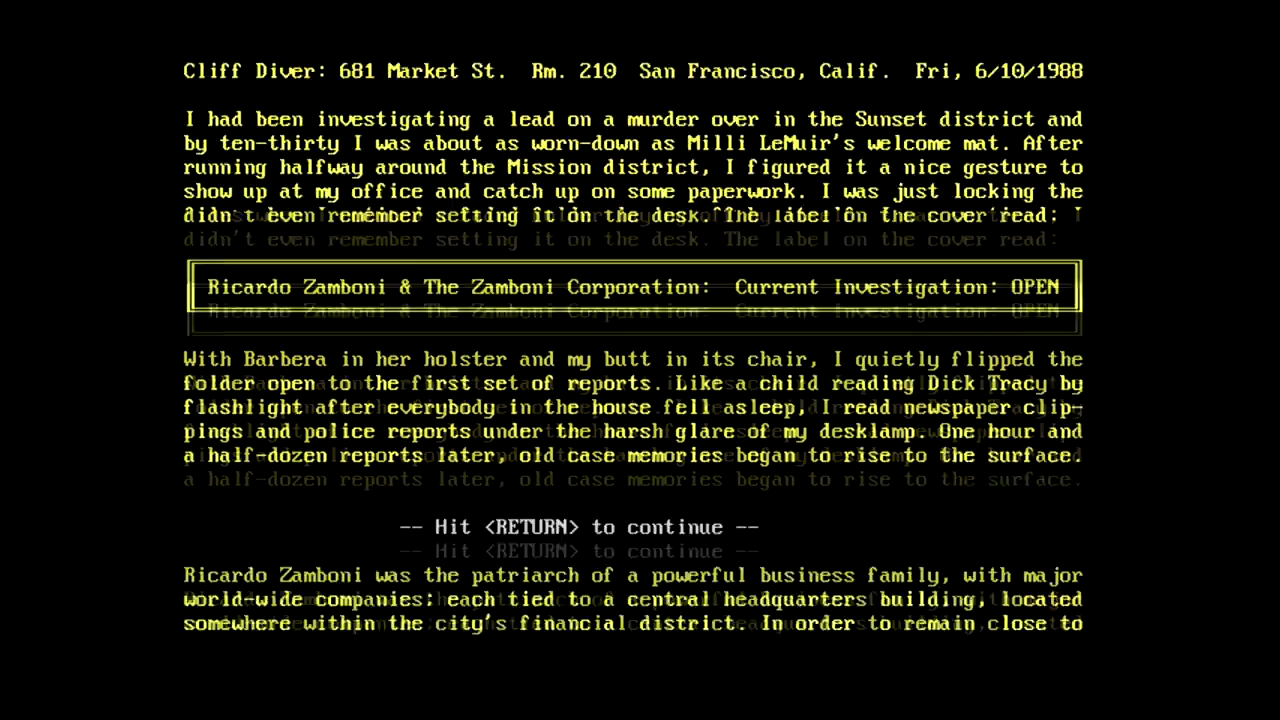 Cliff Diver: 681 Market St.  Rm. 210  San Francisco, Calif.  Fri, 6/10/1988
I had been investigating a lead on a murder over in the Sunset district and
by ten-thirty I was about as worn-down as Milli LeMuir's welcome mat. After
running halfway around the Mission district, I figured it a nice gesture to
show up at my office and catch up on some paperwork. I was just locking the
didn't even remember setting it on the desk. The label on the cover read:
Ricardo Zamboni & The Zamboni Corporation:  Current Investigation: OPEN
With Barbera in her holster and my butt in its chair, I quietly flipped the
folder open to the first set of reports. Like a child reading Dick Tracy by
flashlight after everybody in the house fell asleep, I read newspaper clip-
pings and police reports under the harsh glare of my desklamp. One hour and
a half-dozen reports later, old case memories began to rise to the surface.
-- Hit <RETURN> to continue --
Ricardo Zamboni was the patriarch of a powerful business family, with major
world-wide companies; each tied to a central headquarters building, located
somewhere within the city's financial district. In order to remain close to